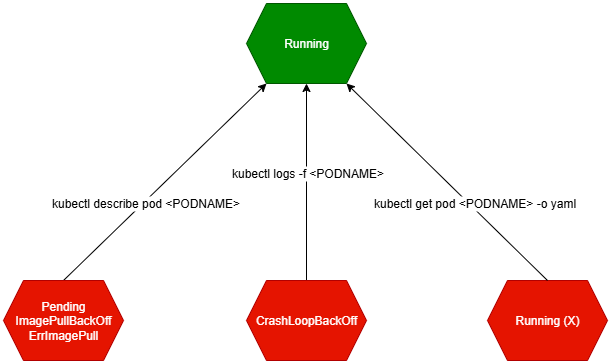 Running
kubectl logs -f <PODNAME>
kubectl describe pod <PODNAME>
kubectl get pod <PODNAME> -o yaml
Pending
ImagePullBackOff
ErrImagePull
CrashLoopBackOff
Running (X)